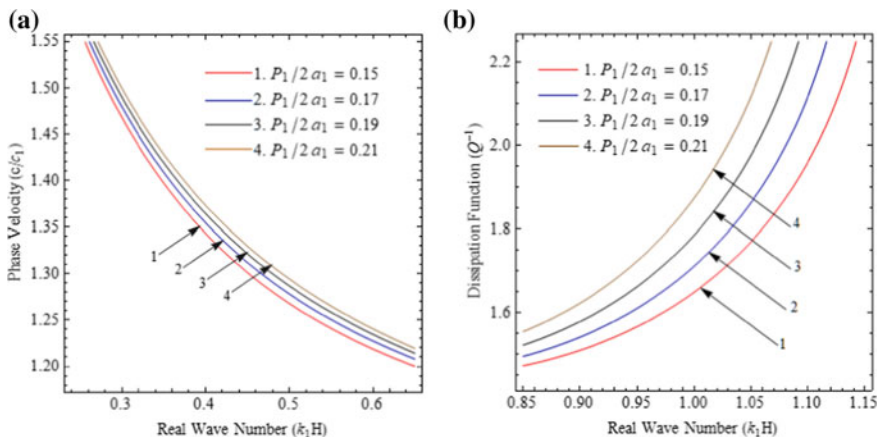 (a)
1.55
1.50
1.45
1.40
1.35
1.30
1.25
1.20
Phase Velocity (c/c₁)
1. P₁/2 a₁ = 0.15
2. P₁/2 a₁ = 0.17
3. P₁/2 a₁ = 0.19
4. P₁/2 a₁ = 0.21
1
2
3
4
0.3 0.4 0.5 0.6
Real Wave Number (k₁H)
(b)
2.2
2.0
1.8
1.6
Dissipation Function (Q⁻¹)
1. P₁/2 a₁ = 0.15
2. P₁/2 a₁ = 0.17
3. P₁/2 a₁ = 0.19
4. P₁/2 a₁ = 0.21
4
3
2
1
0.85 0.90 0.95 1.00 1.05 1.10 1.15
Real Wave Number (k₁H)